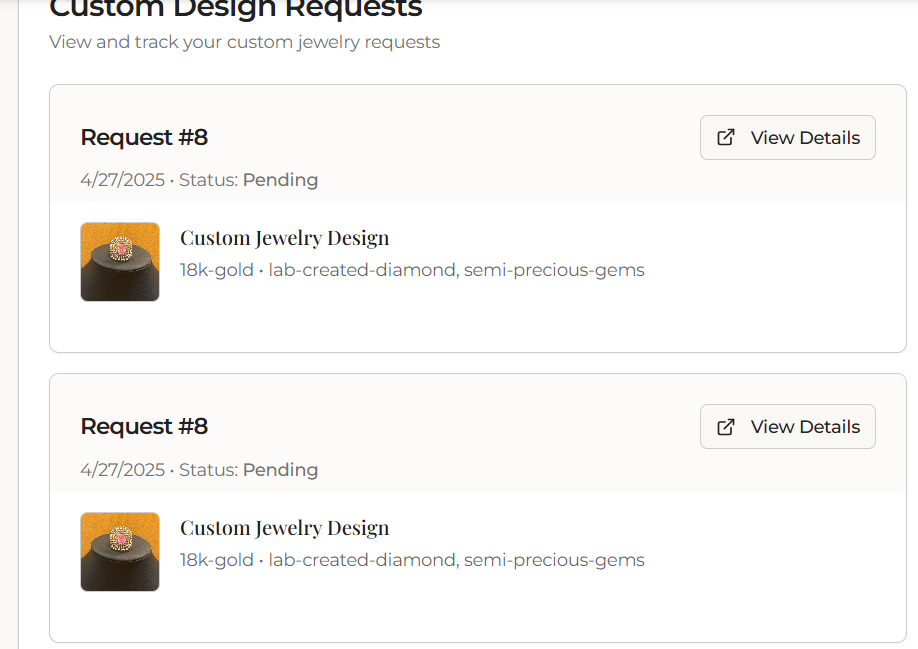 Custom Design Requests
View and track your custom jewelry requests
Request #8
View Details
4/27/2025 • Status: Pending
Custom Jewelry Design
18k-gold • lab-created-diamond, semi-precious-gems
Request #8
View Details
4/27/2025 • Status: Pending
Custom Jewelry Design
18k-gold • lab-created-diamond, semi-precious-gems